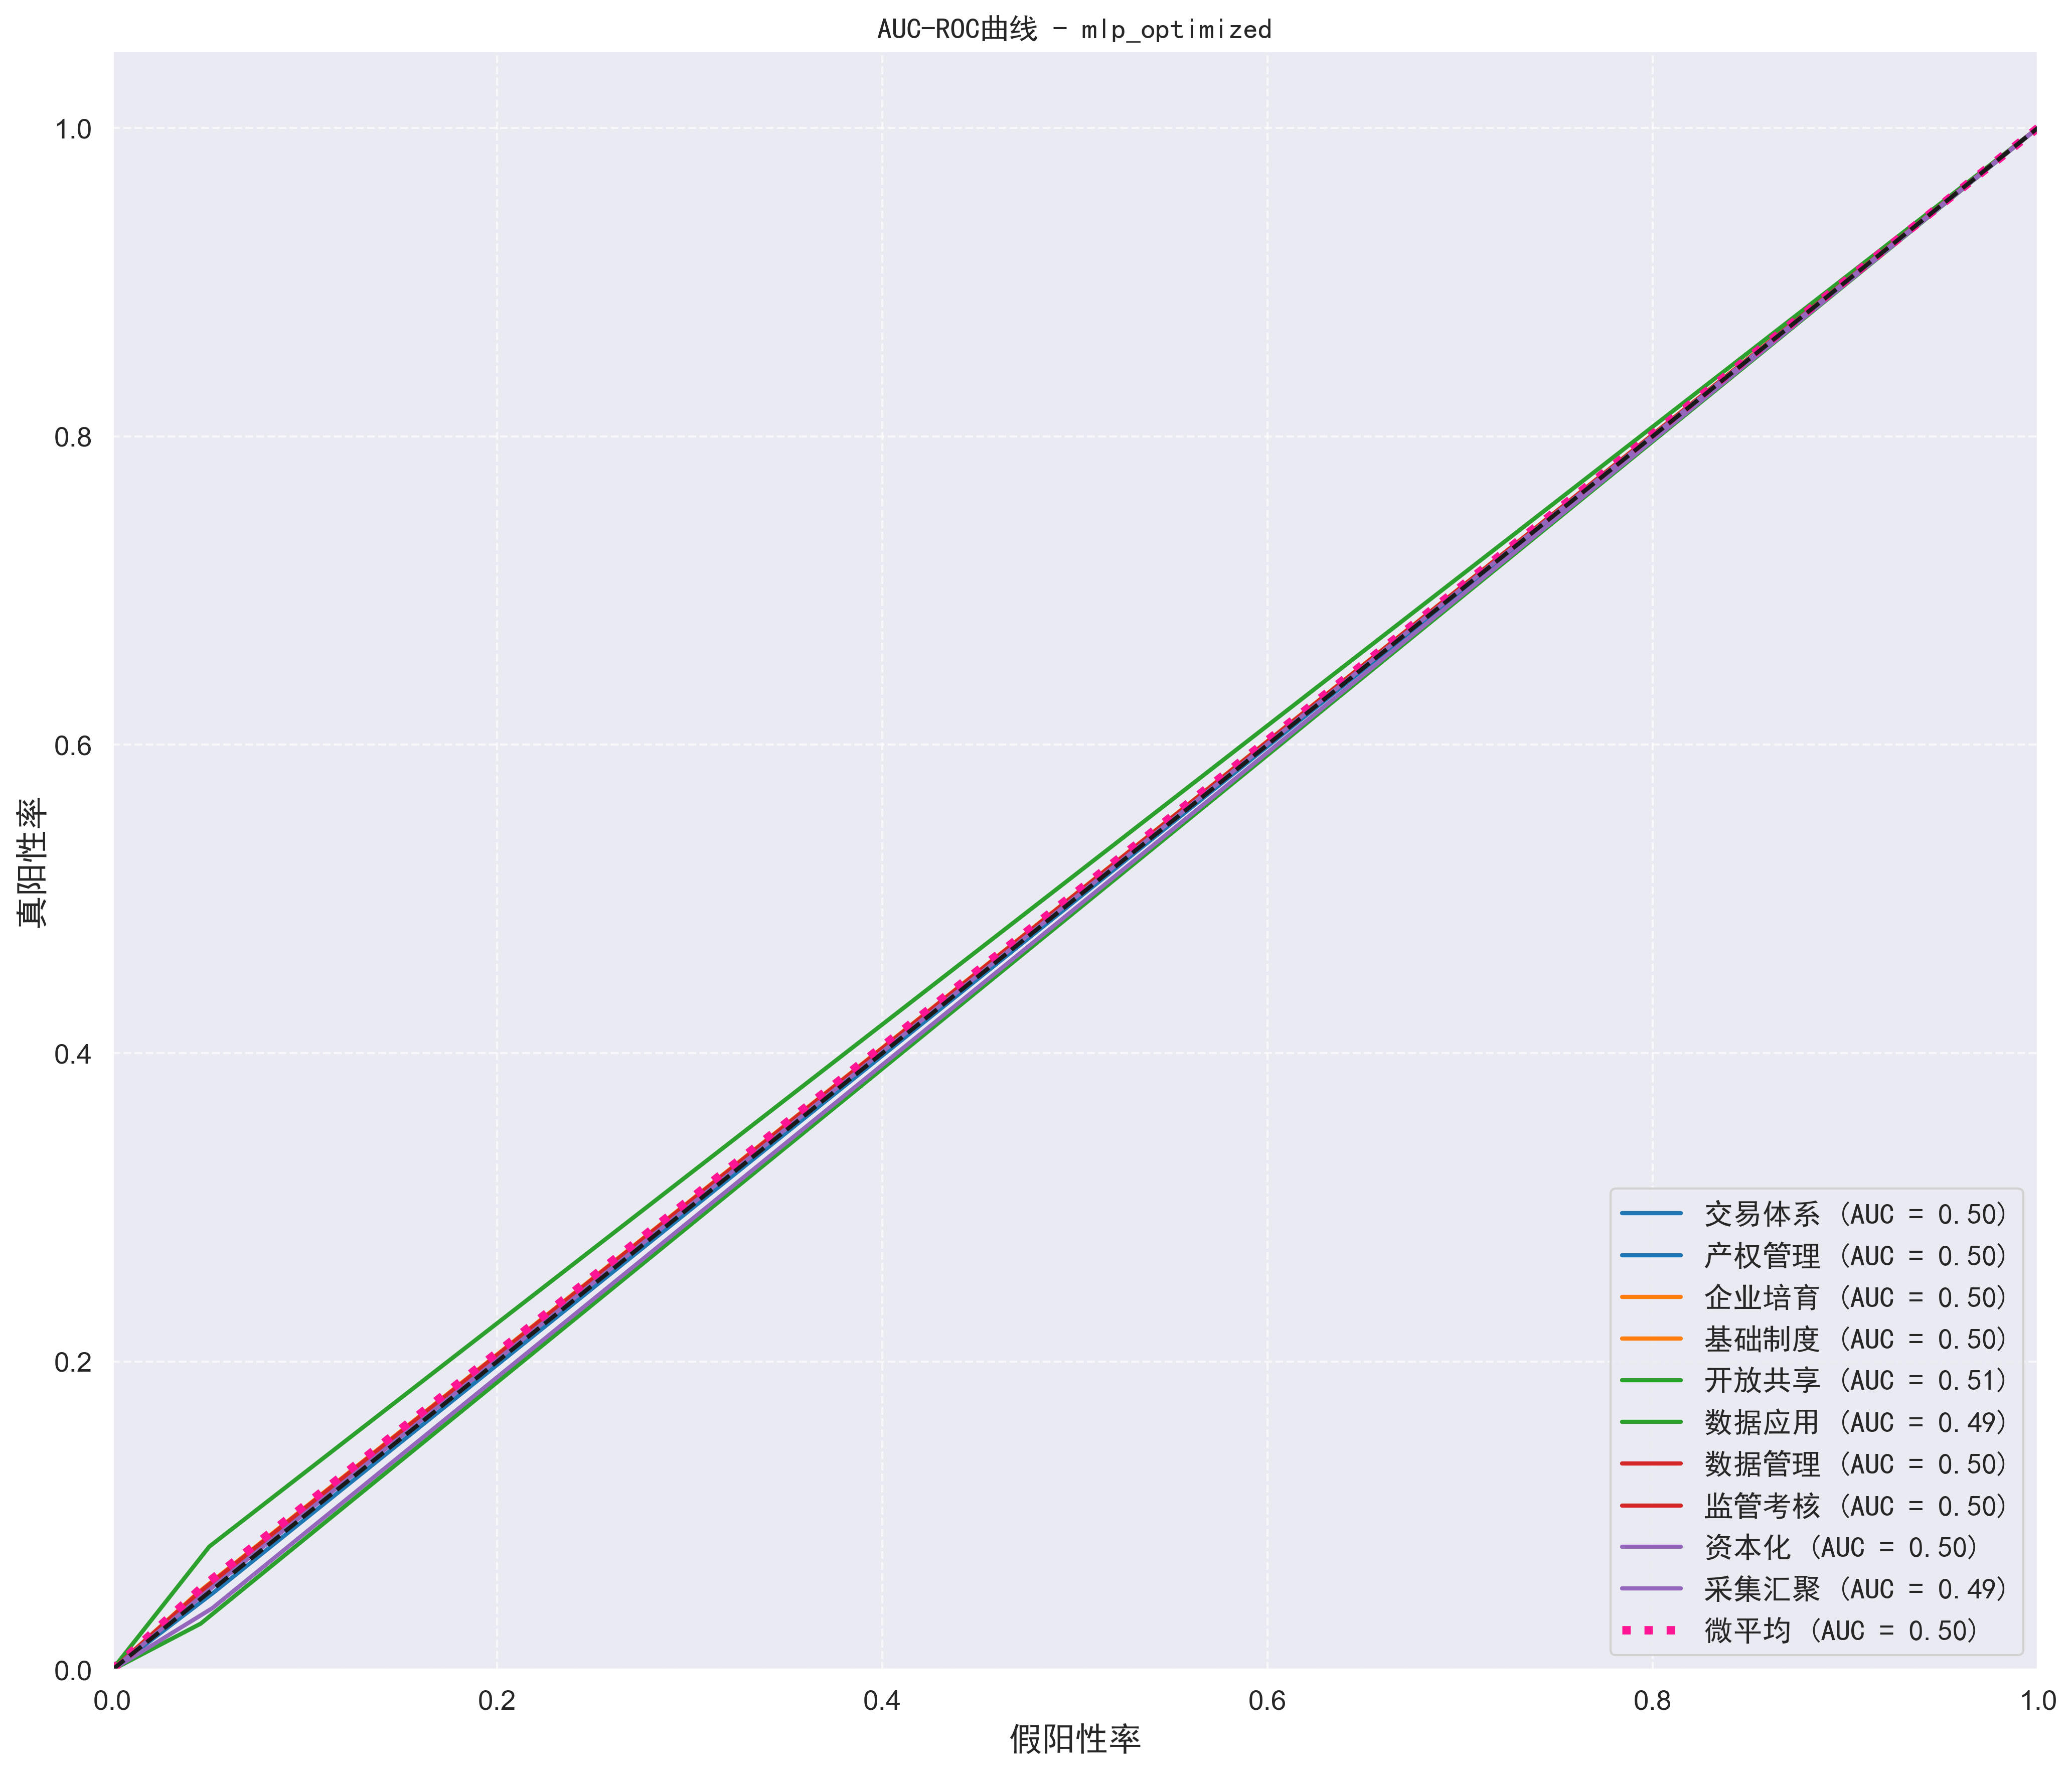 AUC-ROC曲线 - mlp_optimized
真阳性率
1.0
0.8
0.6
0.4
0.2
0.0
0.0 0.2 0.4 0.6 0.8 1.0
假阳性率
交易体系 (AUC = 0.50)
产权管理 (AUC = 0.50)
企业培育 (AUC = 0.50)
基础制度 (AUC = 0.50)
开放共享 (AUC = 0.51)
数据应用 (AUC = 0.49)
数据管理 (AUC = 0.50)
监管考核 (AUC = 0.50)
资本化 (AUC = 0.50)
采集汇聚 (AUC = 0.49)
微平均 (AUC = 0.50)